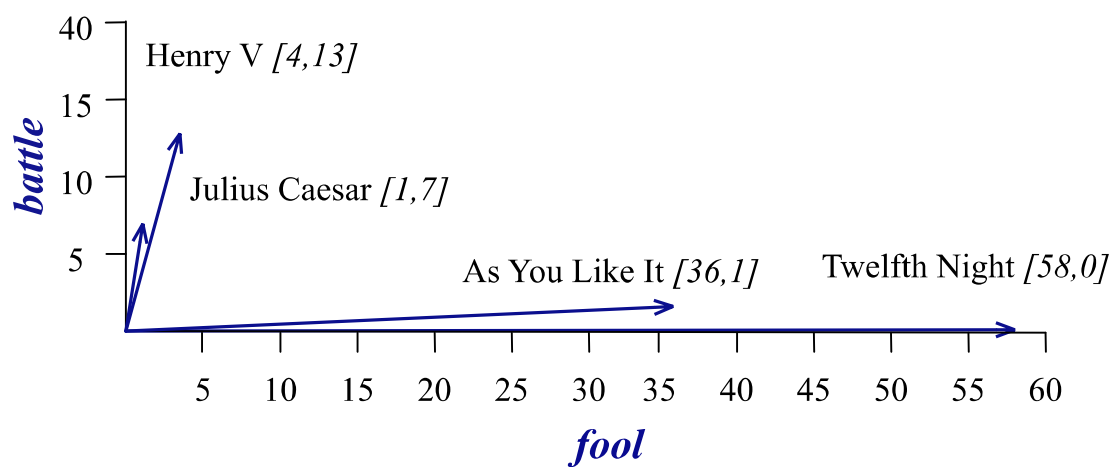 40
Henry V [4,13]
15
battle
10
Julius Caesar [1,7]
5
As You Like It [36,1]
Twelfth Night [58,0]
5 10 15 20 25 30 35 40 45 50 55 60
fool